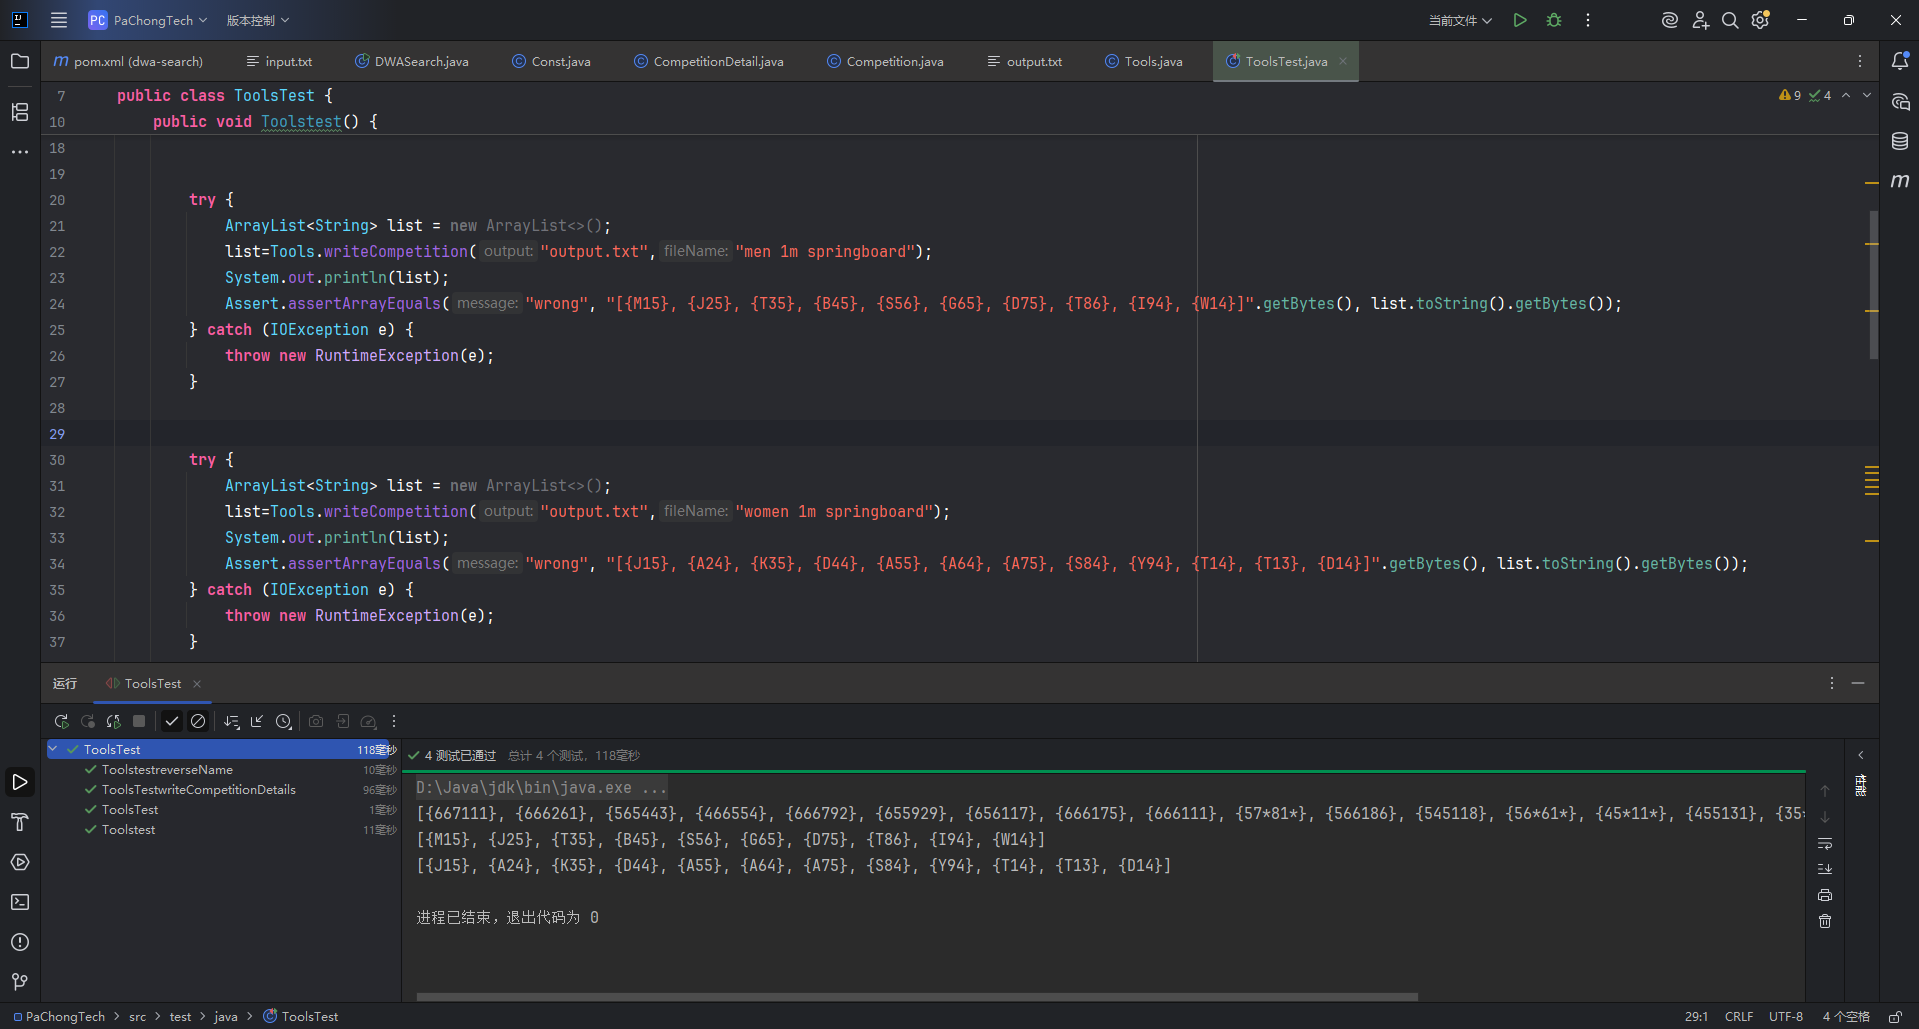 PC PaChongTech 版本控制 当前文件
m pom.xml (dwa-search) input.txt DWASearch.java Const.java CompetitionDetail.java Competition.java output.txt Tools.java ToolsTest.java
7 public class ToolsTest { 9 4
10 public void Toolstest() {
18
19
20 try {
21 ArrayList<String> list = new ArrayList<>();
22 list=Tools.writeCompetition( output: "output.txt", fileName: "men 1m springboard");
23 System.out.println(list);
24 Assert.assertArrayEquals( message: "wrong", "[{M15}, {J25}, {T35}, {B45}, {S56}, {G65}, {D75}, {T86}, {I94}, {W14}]".getBytes(), list.toString().getBytes());
25 } catch (IOException e) {
26 throw new RuntimeException(e);
27 }
28
29
30 try {
31 ArrayList<String> list = new ArrayList<>();
32 list=Tools.writeCompetition( output: "output.txt", fileName: "women 1m springboard");
33 System.out.println(list);
34 Assert.assertArrayEquals( message: "wrong", "[{J15}, {A24}, {K35}, {D44}, {A55}, {A64}, {A75}, {S84}, {Y94}, {T14}, {T13}, {D14}]".getBytes(), list.toString().getBytes());
35 } catch (IOException e) {
36 throw new RuntimeException(e);
37 }
运行 ToolsTest
ToolsTest 118毫秒
ToolstestreverseName 10毫秒
ToolsTestwriteCompetitionDetails 96毫秒
ToolsTest 1毫秒
Toolstest 11毫秒
4 测试已通过 总计 4 个测试, 118毫秒
D:\Java\jdk\bin\java.exe ...
[{667111}, {666261}, {565443}, {466554}, {666792}, {655929}, {656117}, {666175}, {666111}, {57*81*}, {566186}, {545118}, {56*61*}, {45*11*}, {455131}, {35*
[{M15}, {J25}, {T35}, {B45}, {S56}, {G65}, {D75}, {T86}, {I94}, {W14}]
[{J15}, {A24}, {K35}, {D44}, {A55}, {A64}, {A75}, {S84}, {Y94}, {T14}, {T13}, {D14}]
进程已结束，退出代码为 0
PaChongTech > src > test > java > ToolsTest 29:1 CRLF UTF-8 4 个空格